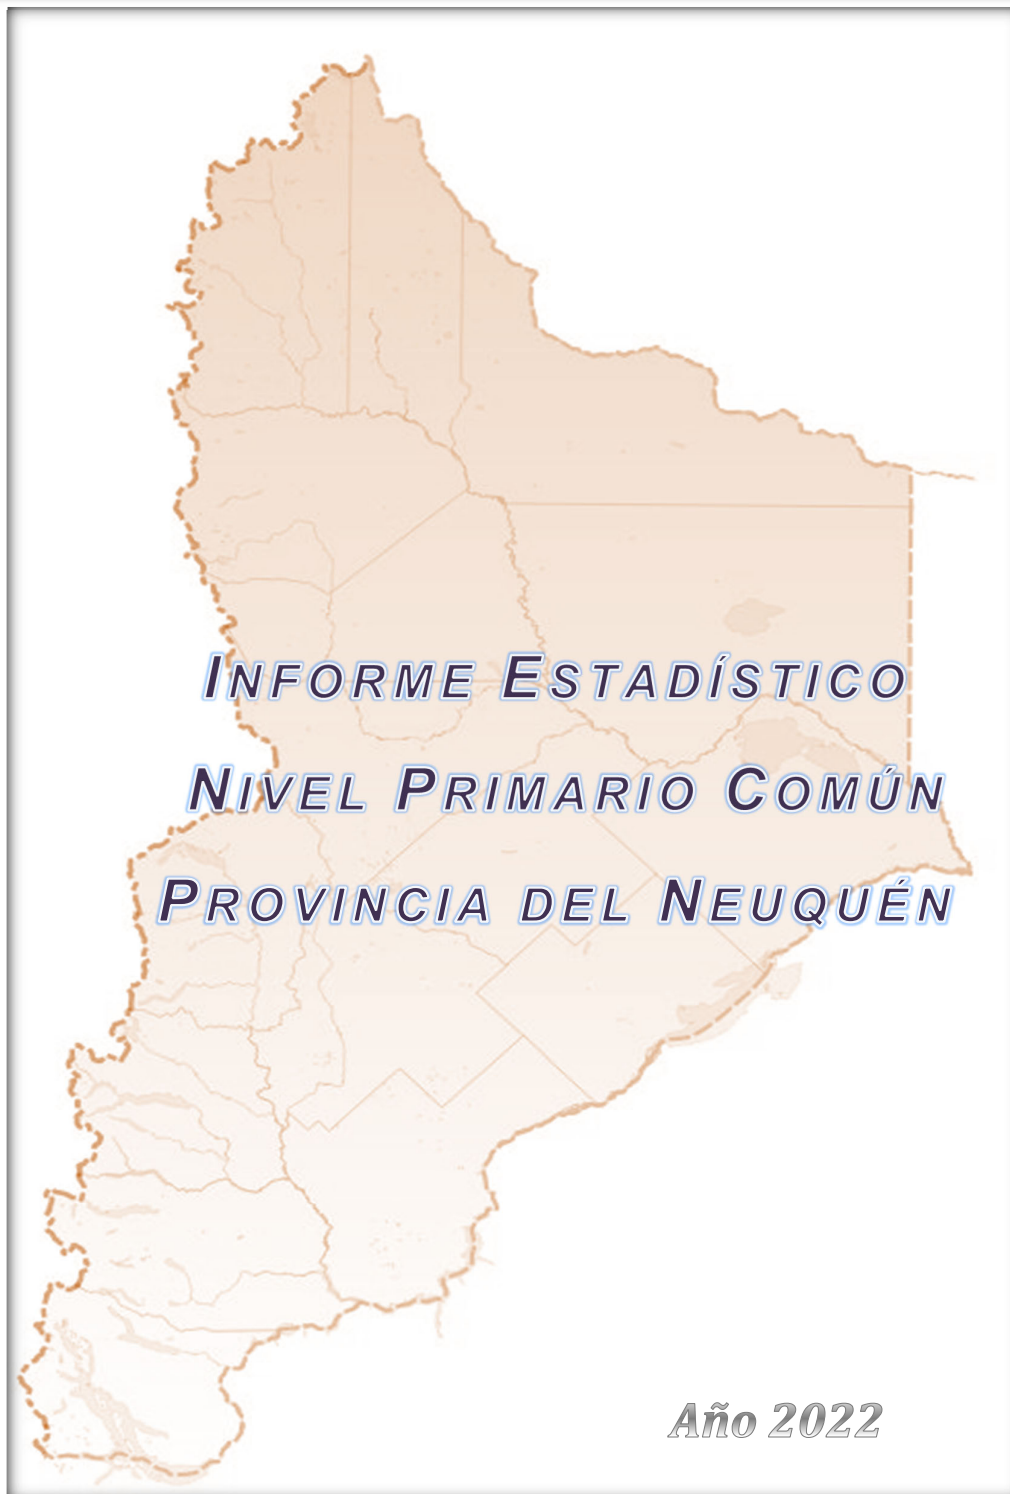 INFORME ESTADÍSTICO
NIVEL PRIMARIO COMÚN
PROVINCIA DEL NEUQUÉN
Año 2022